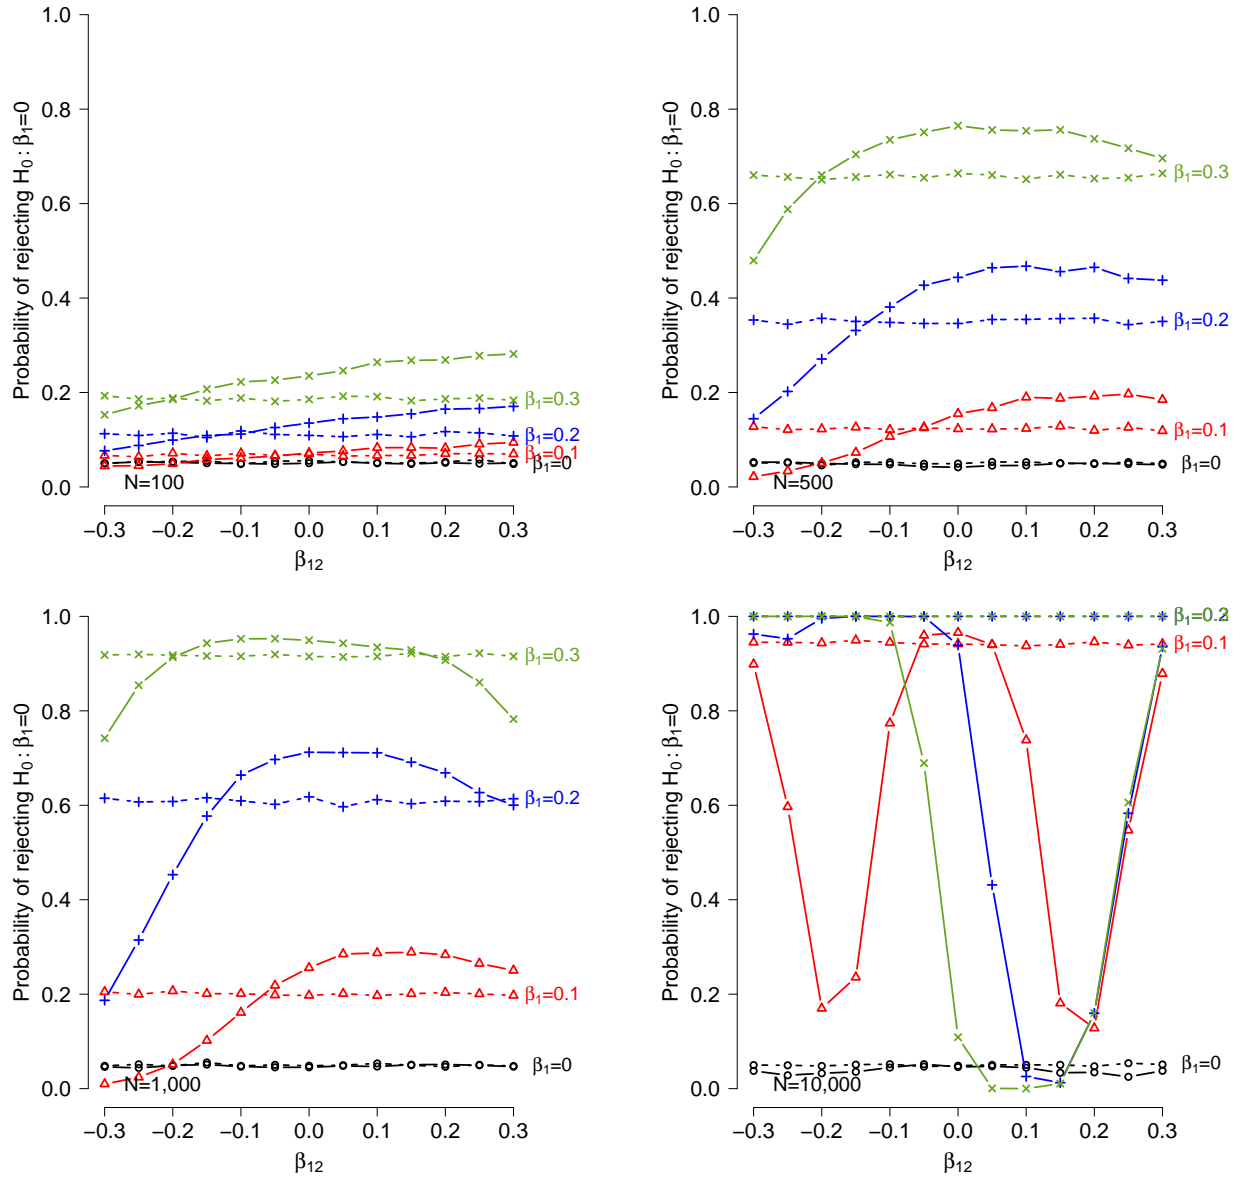 Probability of rejecting H₀: β₁=0
1.0
0.8
0.6
0.4
0.2
0.0
β₁=0.3
β₁=0.2
β₁=0.1
β₁=0
N=100
−0.3 −0.2 −0.1 0.0 0.1 0.2 0.3
β₁₂
Probability of rejecting H₀: β₁=0
1.0
0.8
0.6
0.4
0.2
0.0
β₁=0.3
β₁=0.2
β₁=0.1
β₁=0
N=500
−0.3 −0.2 −0.1 0.0 0.1 0.2 0.3
β₁₂
Probability of rejecting H₀: β₁=0
1.0
0.8
0.6
0.4
0.2
0.0
β₁=0.3
β₁=0.2
β₁=0.1
β₁=0
N=1,000
−0.3 −0.2 −0.1 0.0 0.1 0.2 0.3
β₁₂
Probability of rejecting H₀: β₁=0
1.0
0.8
0.6
0.4
0.2
0.0
β₁=0.3
β₁=0.1
β₁=0
N=10,000
−0.3 −0.2 −0.1 0.0 0.1 0.2 0.3
β₁₂